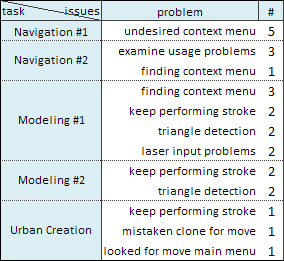 task issues problem #
Navigation #1 undesired context menu 5
Navigation #2 examine usage problems 3
finding context menu 1
Modeling #1 finding context menu 3
keep performing stroke 2
triangle detection 2
laser input problems 2
Modeling #2 keep performing stroke 2
triangle detection 2
Urban Creation keep performing stroke 1
mistaken clone for move 1
looked for move main menu 1